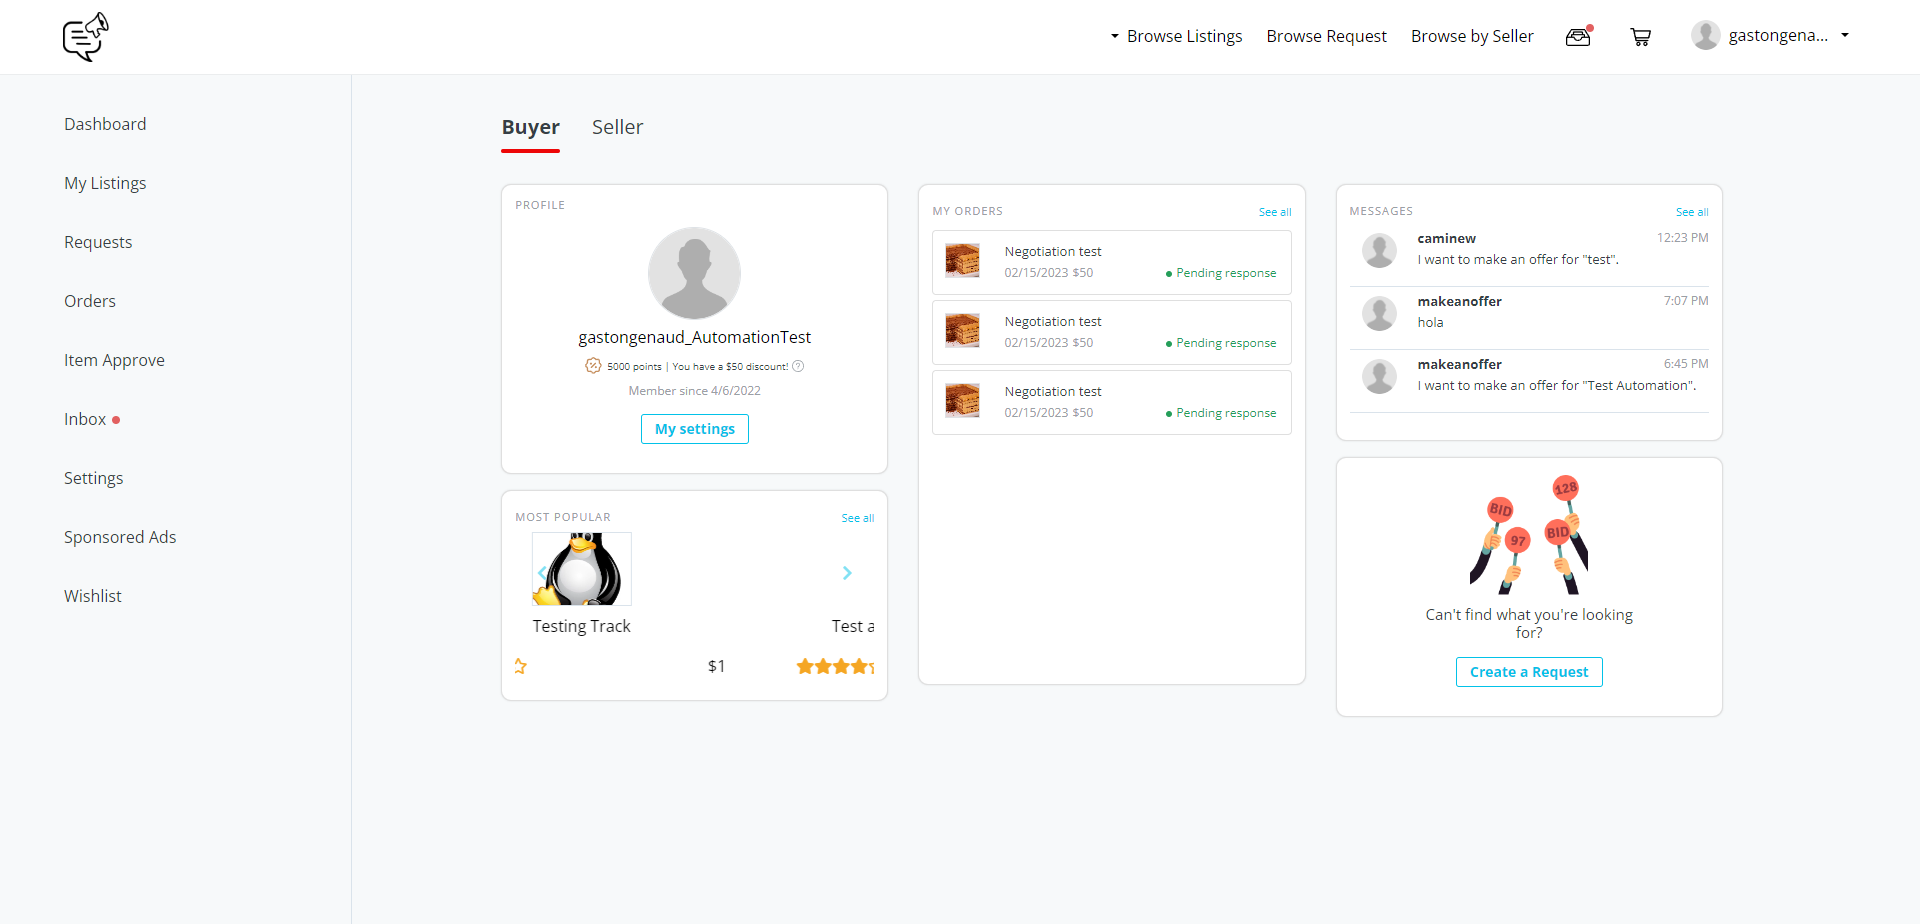 Browse Listings
Browse Request
Browse by Seller
gastongena...
Dashboard
My Listings
Requests
Orders
Item Approve
Inbox
Settings
Sponsored Ads
Wishlist
Buyer
Seller
PROFILE
gastongenaud_AutomationTest
5000 points | You have a $50 discount!
Member since 4/6/2022
My settings
MOST POPULAR
See all
Testing Track
Test a
$1
MY ORDERS
See all
Negotiation test
02/15/2023 $50
Pending response
Negotiation test
02/15/2023 $50
Pending response
Negotiation test
02/15/2023 $50
Pending response
MESSAGES
See all
caminew
12:23 PM
I want to make an offer for "test".
makeanoffer
7:07 PM
hola
makeanoffer
6:45 PM
I want to make an offer for "Test Automation".
128
BID
97
BID
Can't find what you're looking
for?
Create a Request